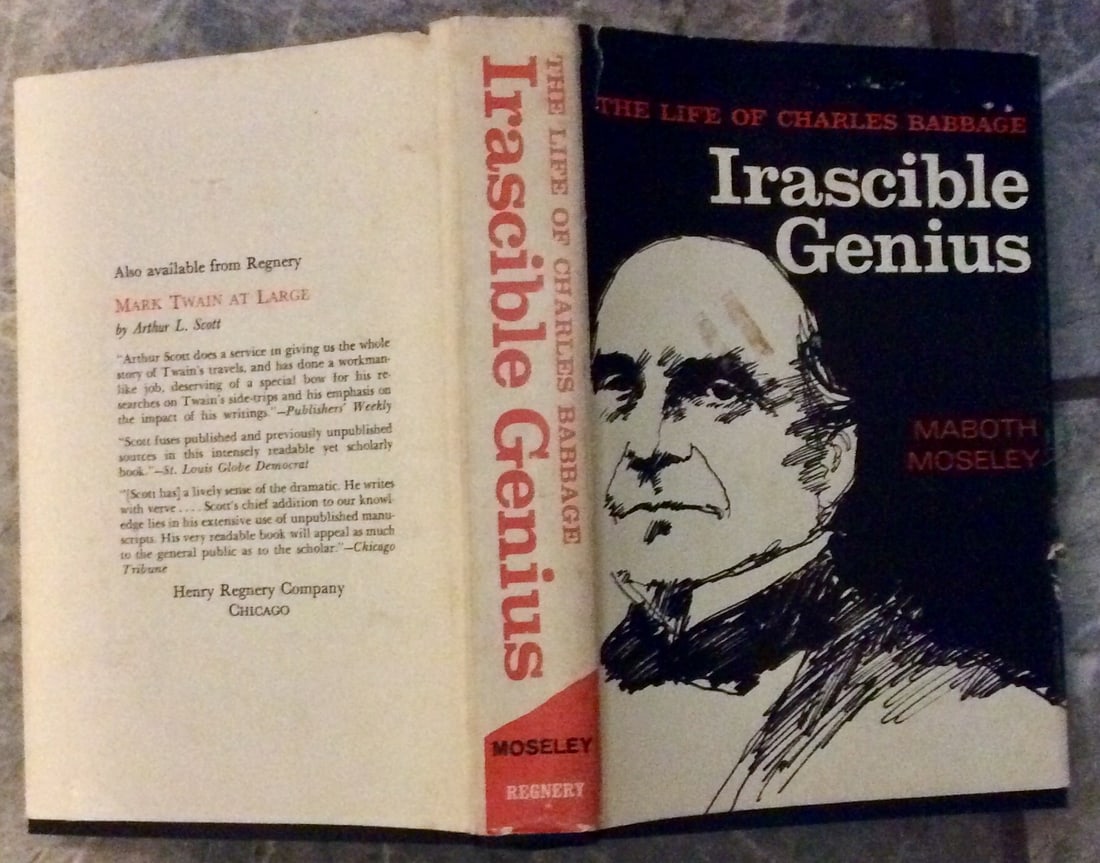 Also available from Regnery
MARK TWAIN AT LARGE
by Arthur L. Scott
"Arthur Scott does a service in giving us the whole
story of Twain's travels, and has done a workman-
like job, deserving of a special bow for his re-
searches on Twain's side-trips and his emphasis on
the impact of his writings."—Publishers' Weekly
"Scott fuses published and previously unpublished
sources in this intensely readable yet scholarly
book."—St. Louis Globe Democrat
"[Scott has] a lively sense of the dramatic. He writes
with verve .... Scott's chief addition to our knowl-
edge lies in his extensive use of unpublished manu-
scripts. His very readable book will appeal as much
to the general public as to the scholar."—Chicago
Tribune
Henry Regnery Company
CHICAGO
THE LIFE OF CHARLES BABBAGE
Irascible Genius
MOSELEY
REGNERY
THE LIFE OF CHARLES BABBAGE
Irascible
Genius
MABOTH
MOSELEY